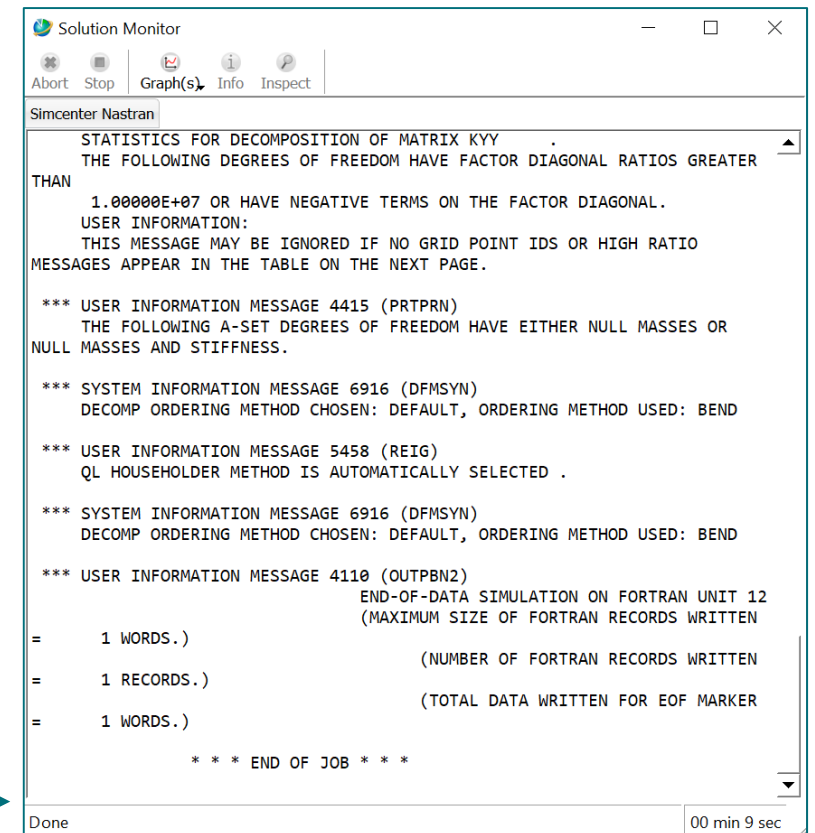 Solution Monitor
Abort Stop Graph(s) Info Inspect
Simcenter Nastran
STATISTICS FOR DECOMPOSITION OF MATRIX KYY .
THE FOLLOWING DEGREES OF FREEDOM HAVE FACTOR DIAGONAL RATIOS GREATER
THAN
1.00000E+07 OR HAVE NEGATIVE TERMS ON THE FACTOR DIAGONAL.
USER INFORMATION:
THIS MESSAGE MAY BE IGNORED IF NO GRID POINT IDS OR HIGH RATIO
MESSAGES APPEAR IN THE TABLE ON THE NEXT PAGE.
*** USER INFORMATION MESSAGE 4415 (PRTPRN)
THE FOLLOWING A-SET DEGREES OF FREEDOM HAVE EITHER NULL MASSES OR
NULL MASSES AND STIFFNESS.
*** SYSTEM INFORMATION MESSAGE 6916 (DFMSYN)
DECOMP ORDERING METHOD CHOSEN: DEFAULT, ORDERING METHOD USED: BEND
*** USER INFORMATION MESSAGE 5458 (REIG)
QL HOUSEHOLDER METHOD IS AUTOMATICALLY SELECTED .
*** SYSTEM INFORMATION MESSAGE 6916 (DFMSYN)
DECOMP ORDERING METHOD CHOSEN: DEFAULT, ORDERING METHOD USED: BEND
*** USER INFORMATION MESSAGE 4110 (OUTPBN2)
END-OF-DATA SIMULATION ON FORTRAN UNIT 12
(MAXIMUM SIZE OF FORTRAN RECORDS WRITTEN
= 1 WORDS.)
(NUMBER OF FORTRAN RECORDS WRITTEN
= 1 RECORDS.)
(TOTAL DATA WRITTEN FOR EOF MARKER
= 1 WORDS.)
* * * END OF JOB * * *
Done 00 min 9 sec